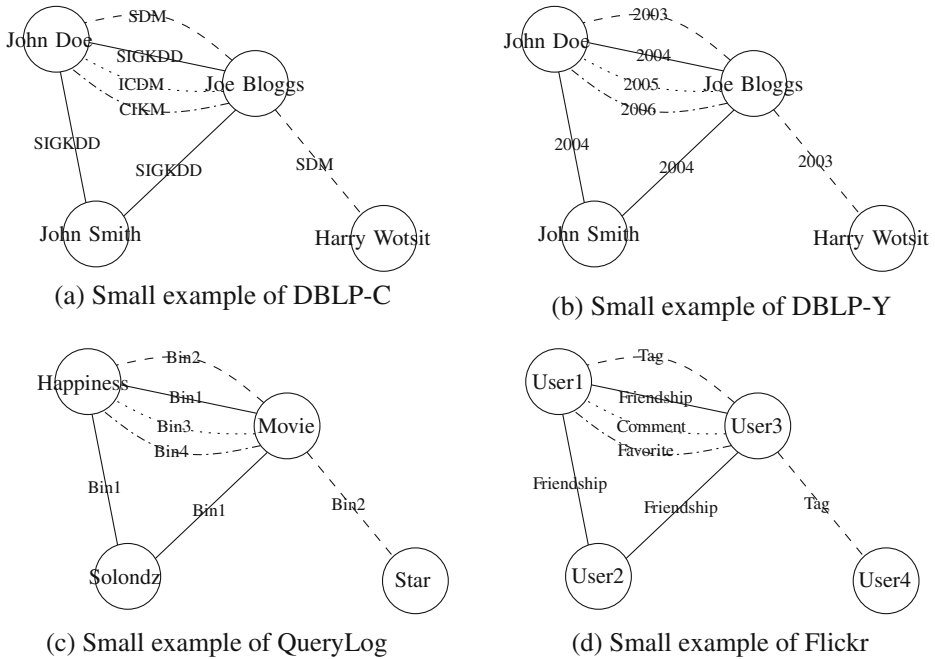 SDM
John Doe
SIGKDD
Joe Bloggs
ICDM
CIKM
SIGKDD
SIGKDD
SDM
John Smith
Harry Wotsit
(a) Small example of DBLP-C
2003
John Doe
2004
Joe Bloggs
2005
2006
2004
2004
2003
John Smith
Harry Wotsit
(b) Small example of DBLP-Y
Bin2
Happiness
Bin1
Bin3
Movie
Bin4
Bin1
Bin1
Bin2
Solondz
Star
(c) Small example of QueryLog
Tag
User1
Friendship
Comment
User3
Favorite
Friendship
Friendship
Tag
User2
User4
(d) Small example of Flickr